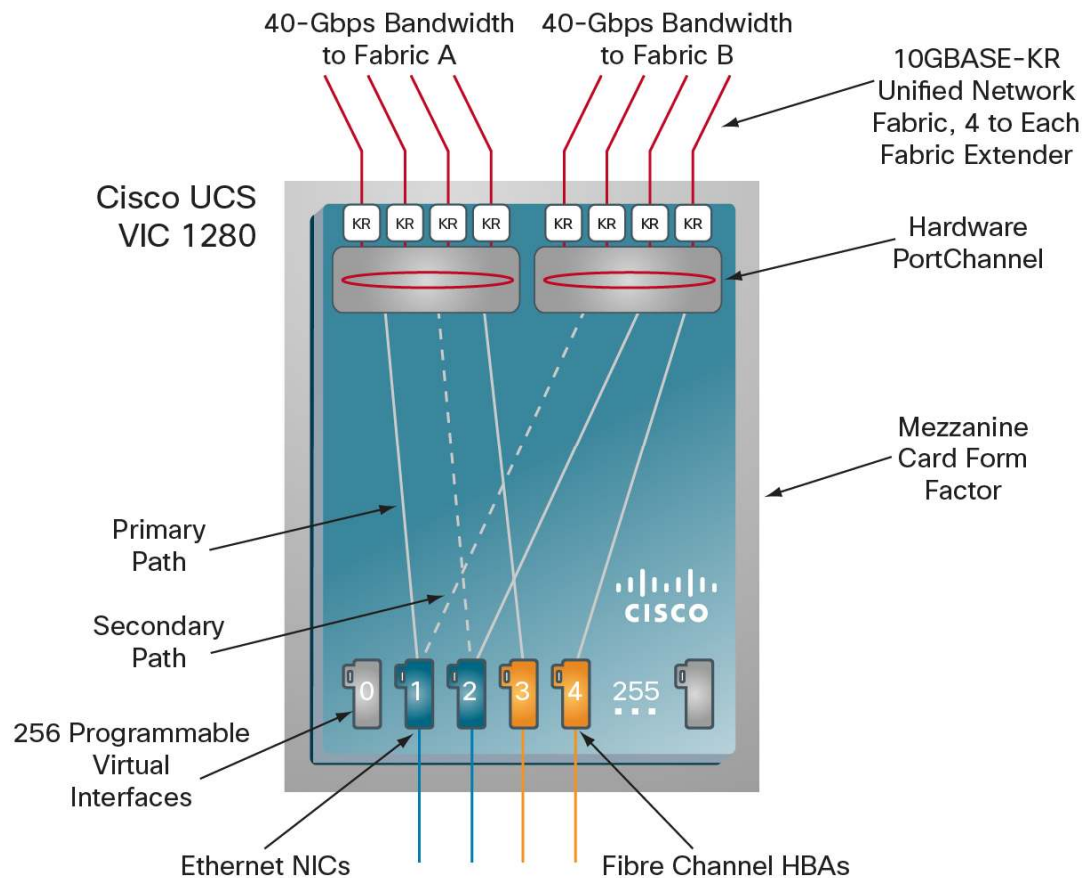 40-Gbps Bandwidth
to Fabric A
40-Gbps Bandwidth
to Fabric B
10GBASE-KR
Unified Network
Fabric, 4 to Each
Fabric Extender
Cisco UCS
VIC 1280
KR
KR
KR
KR
KR
KR
KR
KR
Hardware
PortChannel
Mezzanine
Card Form
Factor
Primary
Path
CISCO
Secondary
Path
0
1
2
3
4
255
...
256 Programmable
Virtual
Interfaces
Ethernet NICs
Fibre Channel HBAs